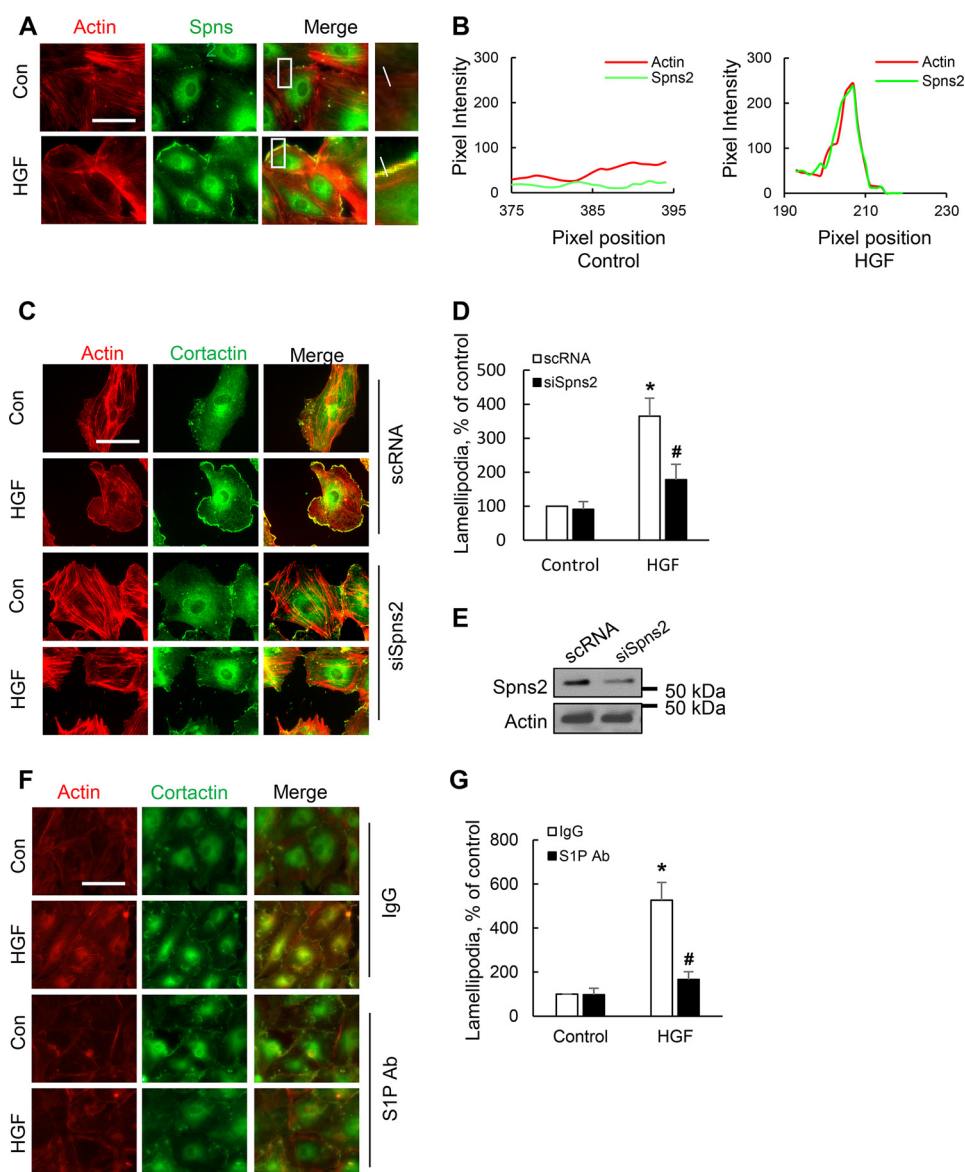 A
Actin
Spns
2
Merge
Con
HGF
B
300
200
100
0
Pixel Intensity
Actin
Spns2
375
385
395
Pixel position
Control
300
200
100
0
Pixel Intensity
Actin
Spns2
190
210
230
Pixel position
HGF
C
Actin
Cortactin
Merge
Con
HGF
scRNA
Con
HGF
siSpns2
D
scRNA
siSpns2
Lamellipodia, % of control
500
400
300
200
100
0
*
#
Control
HGF
E
scRNA
siSpns2
Spns2
50 kDa
50 kDa
Actin
F
Actin
Cortactin
Merge
Con
HGF
IgG
Con
HGF
S1P Ab
G
IgG
S1P Ab
Lamellipodia, % of control
800
600
400
200
0
*
#
Control
HGF